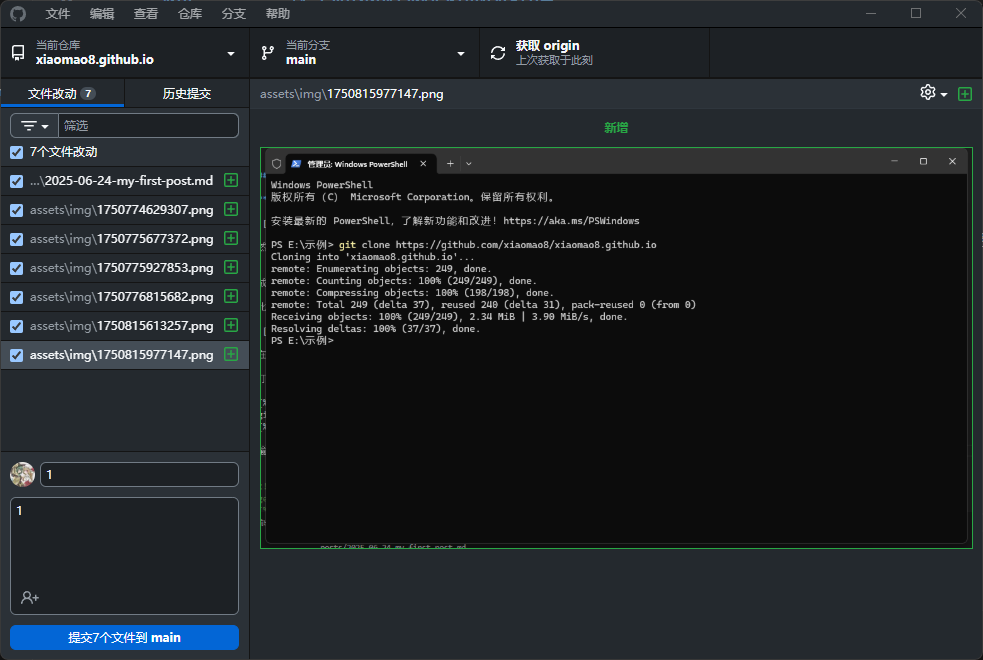 文件 编辑 查看 仓库 分支 帮助
当前仓库
xiaomao8.github.io
当前分支
main
获取 origin
上次获取于此刻
文件改动 7 历史提交
assets\img\1750815977147.png
筛选
新增
7个文件改动
...\2025-06-24-my-first-post.md
assets\img\1750774629307.png
assets\img\1750775677372.png
assets\img\1750775927853.png
assets\img\1750776815682.png
assets\img\1750815613257.png
assets\img\1750815977147.png
管理员: Windows PowerShell
Windows PowerShell
版权所有 (C) Microsoft Corporation。保留所有权利。
安装最新的 PowerShell，了解新功能和改进！https://aka.ms/PSWindows
PS E:\示例> git clone https://github.com/xiaomao8/xiaomao8.github.io
Cloning into 'xiaomao8.github.io'...
remote: Enumerating objects: 249, done.
remote: Counting objects: 100% (249/249), done.
remote: Compressing objects: 100% (198/198), done.
remote: Total 249 (delta 37), reused 240 (delta 31), pack-reused 0 (from 0)
Receiving objects: 100% (249/249), 2.34 MiB | 3.90 MiB/s, done.
Resolving deltas: 100% (37/37), done.
PS E:\示例>
1
1
提交7个文件到 main